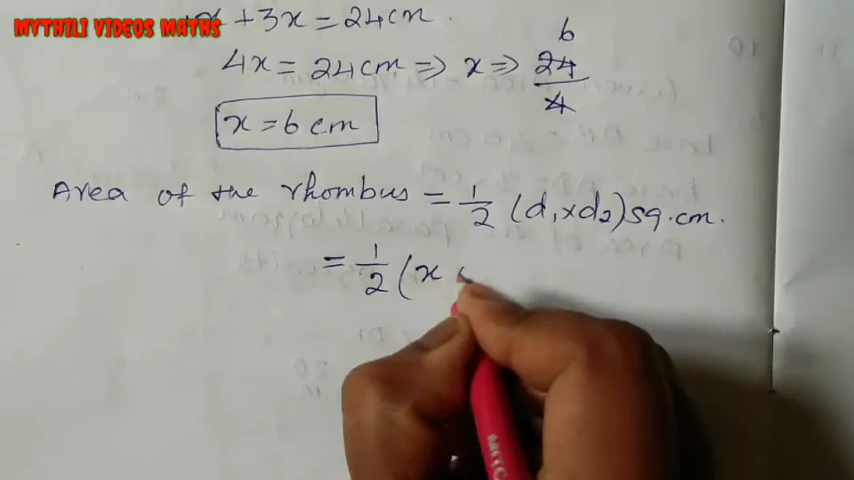 MYTHILI VIDEOS MATHS
x + 3x = 24cm.
4x = 24cm ⇒ x ⇒ 24/4 6
x = 6 cm
Area of the rhombus = 1/2 (d1 x d2) sq.cm.
= 1/2 (x